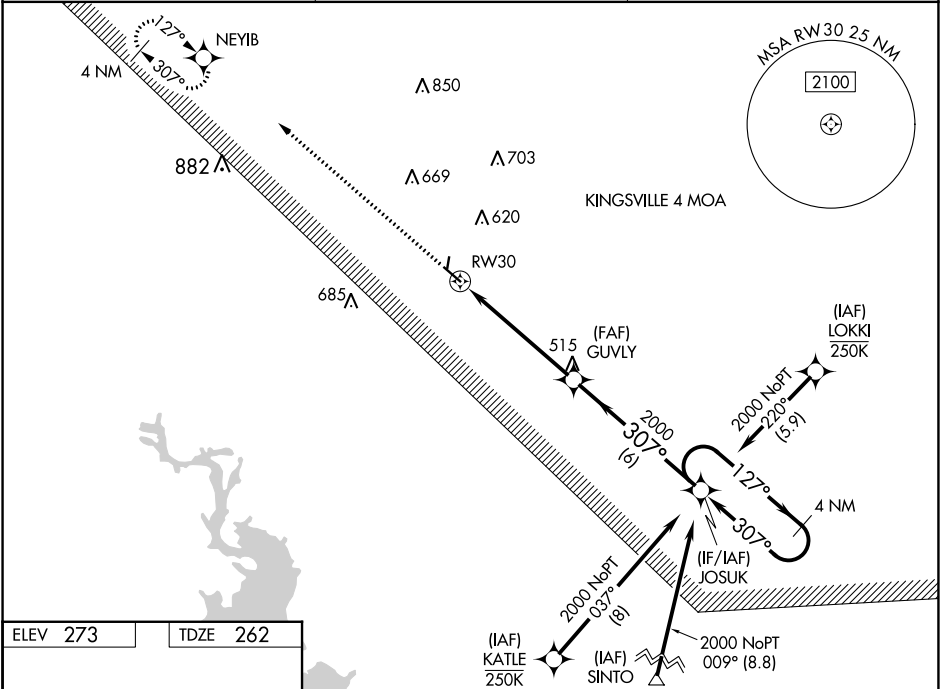 127°
NEYIB
4 NM
307°
850
MSA RW30 25 NM
2100
882
669
703
KINGSVILLE 4 MOA
620
RW30
685
515
(FAF)
GUVLY
(IAF)
LOKKI
250K
2000 NoPT
220°
(5.9)
2000
307°
(6)
127°
4 NM
307°
(IF/IAF)
JOSUK
2000 NoPT
037°
(8)
2000 NoPT
009° (8.8)
(IAF)
KATLE
250K
(IAF)
SINTO
ELEV 273
TDZE 262